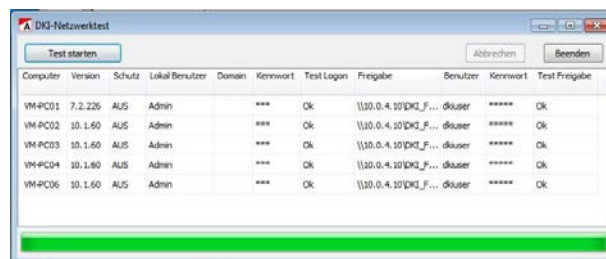 DKI-Netzwerktest
Test starten Abbrechen Beenden
Computer Version Schutz Lokal Benutzer Domain Kennwort Test Logon Freigabe Benutzer Kennwort Test Freigabe
VM-PC01 7.2.226 AUS Admin *** Ok \\10.0.4.10\DKI_F... dkiuser ***** Ok
VM-PC02 10.1.60 AUS Admin *** Ok \\10.0.4.10\DKI_F... dkiuser ***** Ok
VM-PC03 10.1.60 AUS Admin *** Ok \\10.0.4.10\DKI_F... dkiuser ***** Ok
VM-PC04 10.1.60 AUS Admin *** Ok \\10.0.4.10\DKI_F... dkiuser ***** Ok
VM-PC06 10.1.60 AUS Admin *** Ok \\10.0.4.10\DKI_F... dkiuser ***** Ok